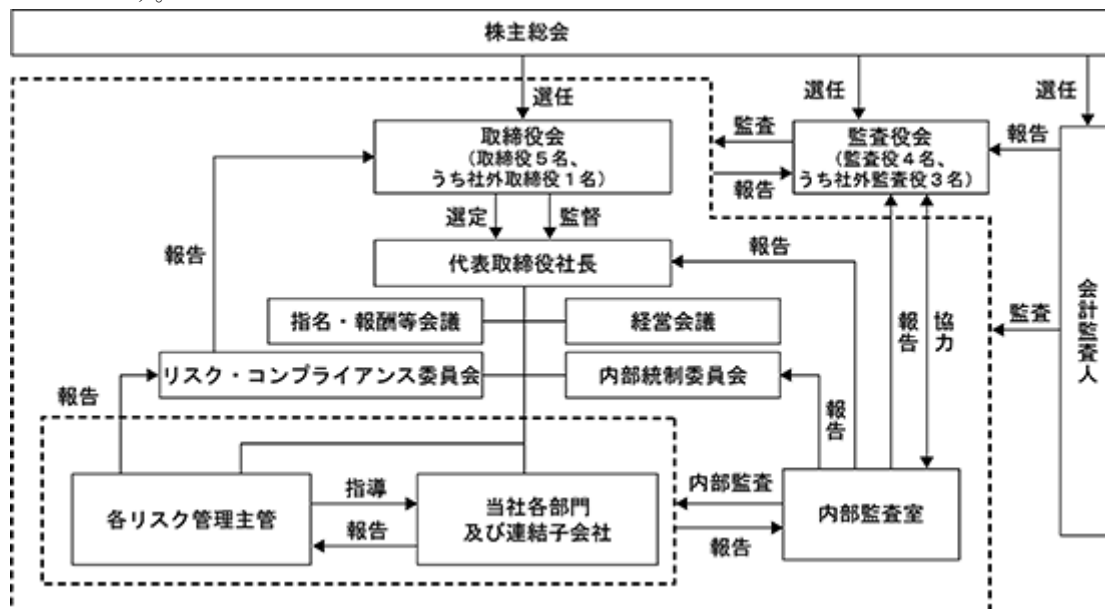 株主総会
選任
選任
選任
取締役会
(取締役5名、
うち社外取締役1名)
監査
報告
監査役会
(監査役4名、
うち社外監査役3名)
報告
選定
監督
報告
代表取締役社長
報告
指名・報酬等会議
経営会議
報告
協力
監査
会計監査人
リスク・コンプライアンス委員会
内部統制委員会
報告
報告
各リスク管理主管
指導
報告
当社各部門
及び連結子会社
内部監査
報告
内部監査室